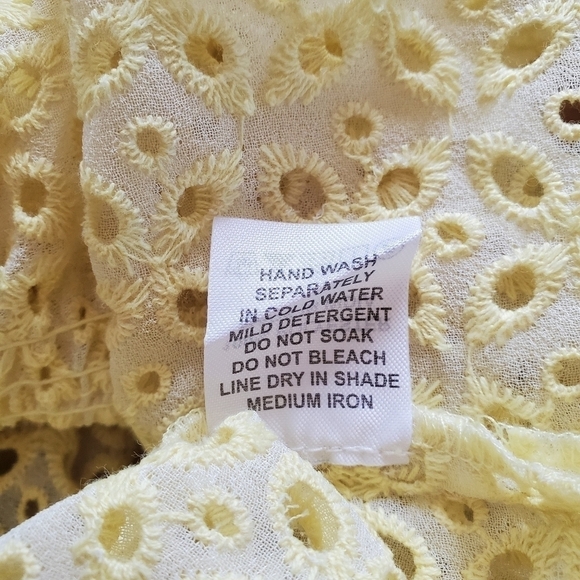 HAND WASH
SEPARATELY
IN COLD WATER
MILD DETERGENT
DO NOT SOAK
DO NOT BLEACH
LINE DRY IN SHADE
MEDIUM IRON